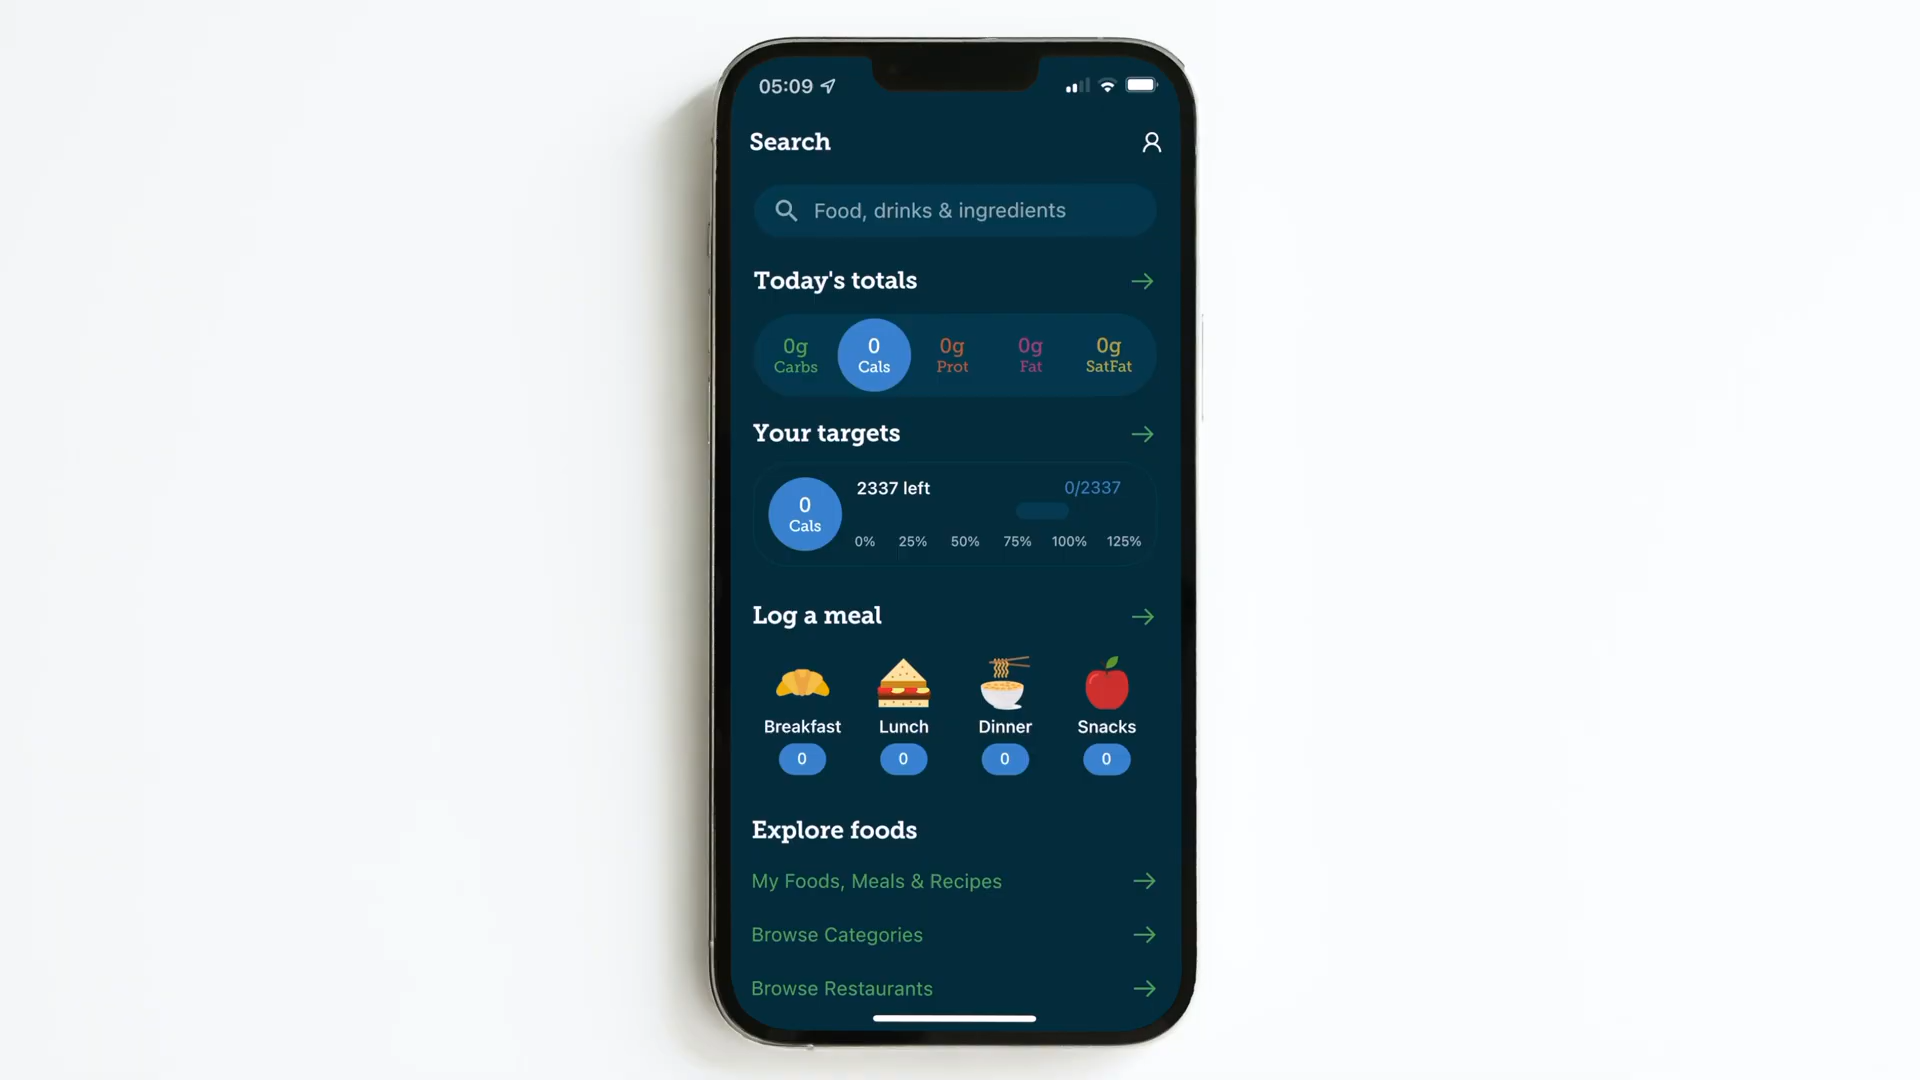 05:09
Search
Food, drinks & ingredients
Today's totals
0g 0 0g 0g 0g
Carbs Cals Prot Fat SatFat
Your targets
2337 left 0/2337
0
Cals
0% 25% 50% 75% 100% 125%
Log a meal
Breakfast Lunch Dinner Snacks
0 0 0 0
Explore foods
My Foods, Meals & Recipes
Browse Categories
Browse Restaurants